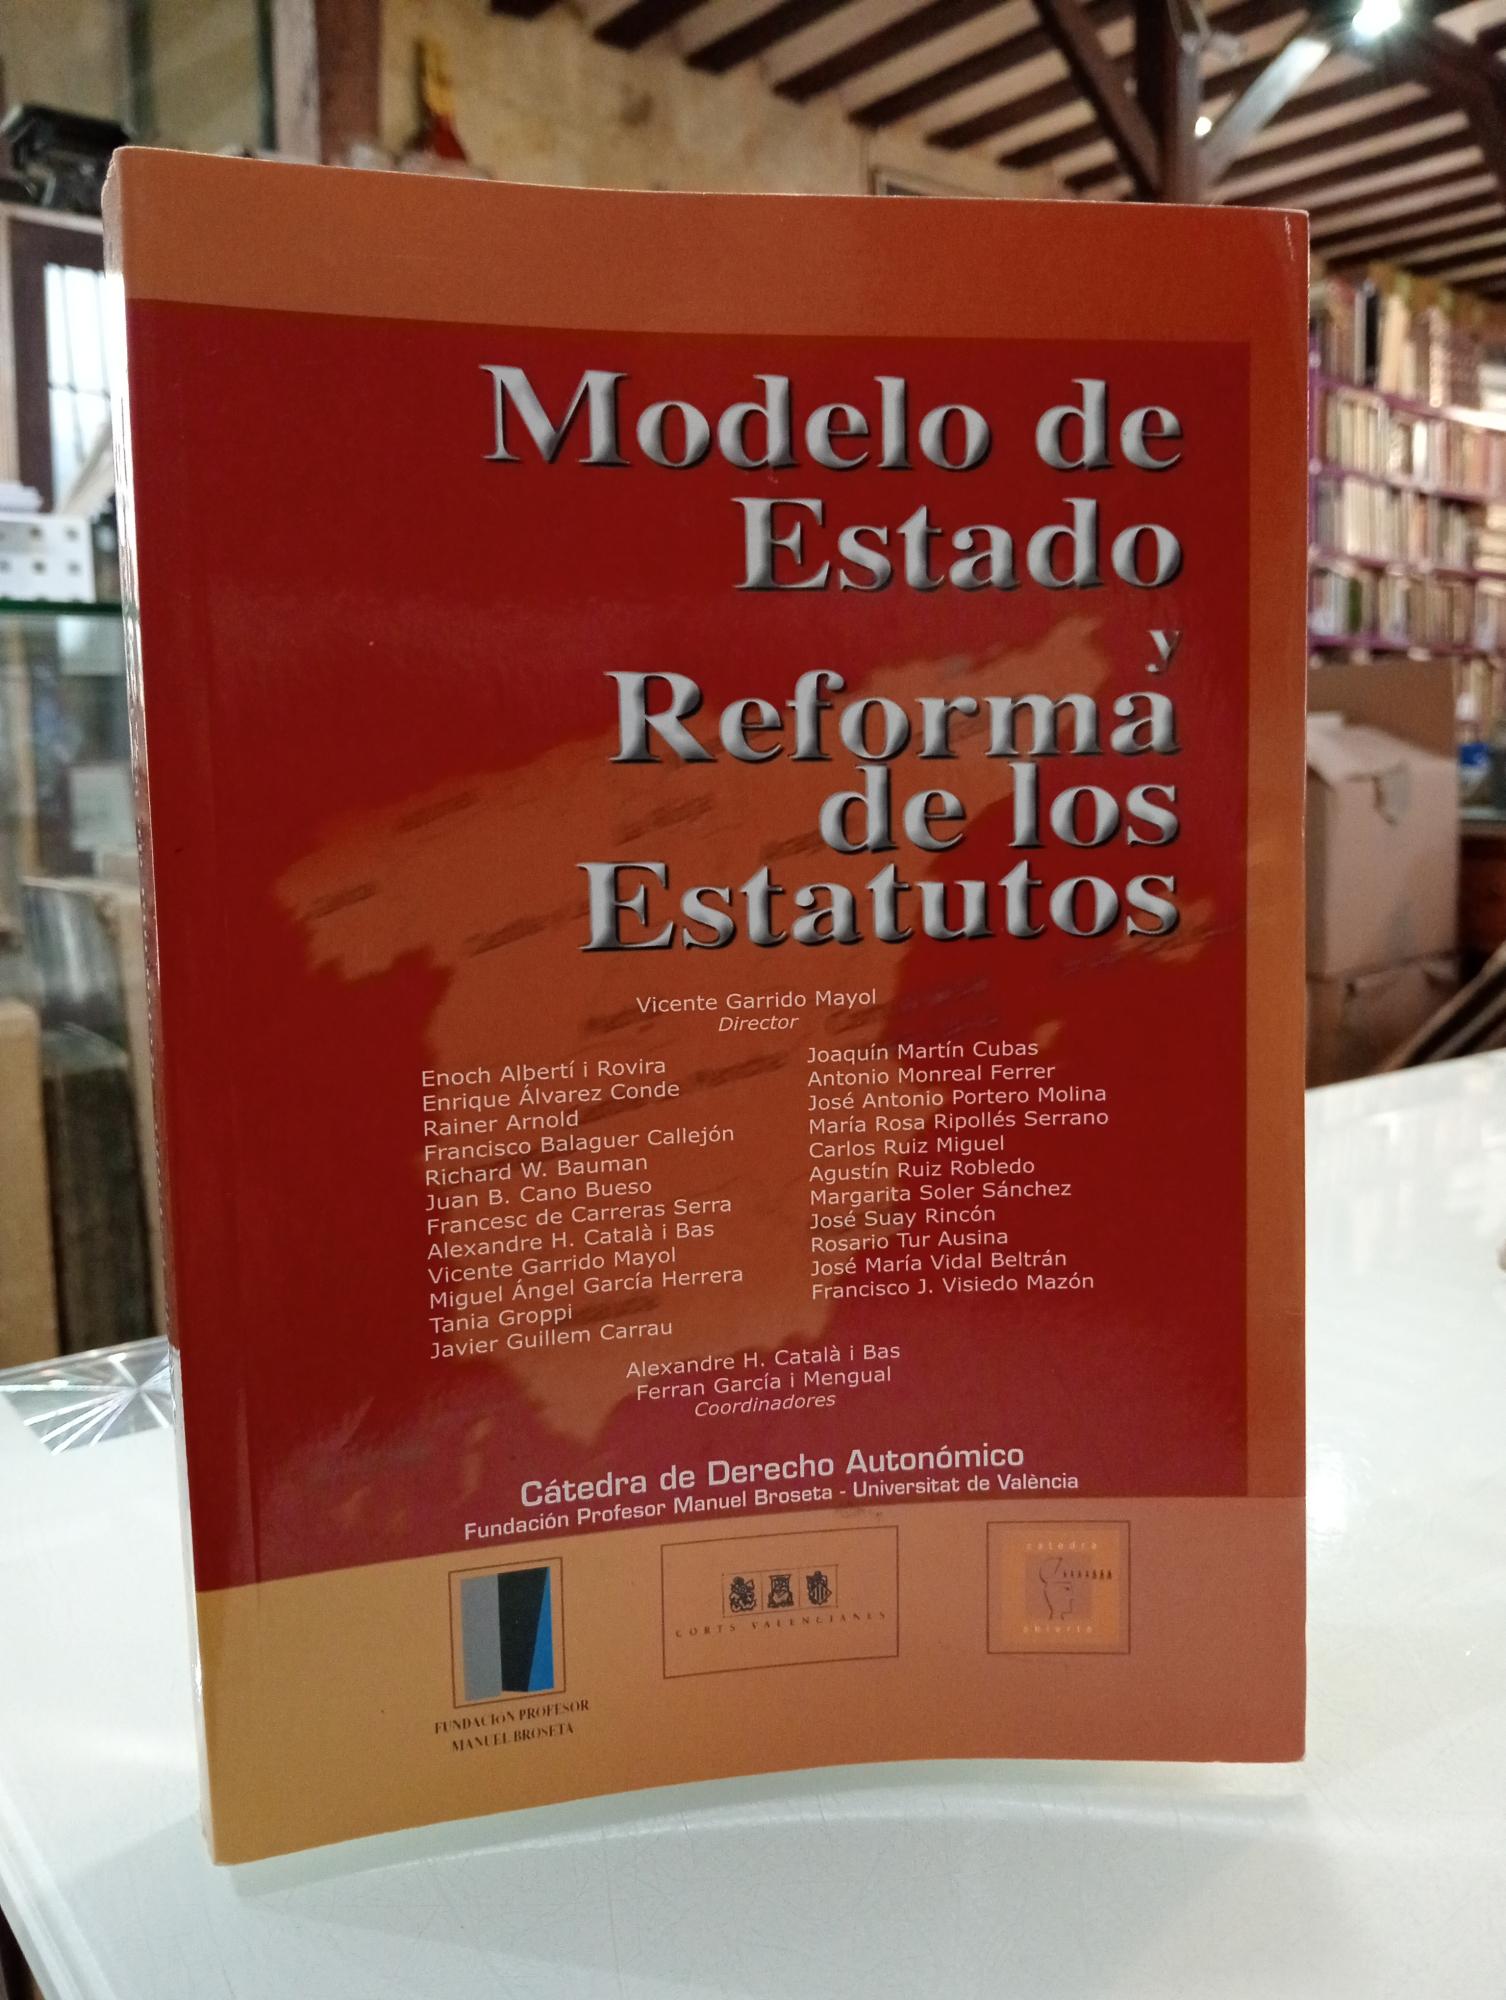 Modelo de
Estado
y
Reforma
de los
Estatutos
Vicente Garrido Mayol
Director
Enoch Albertí i Rovira
Enrique Álvarez Conde
Rainer Arnold
Francisco Balaguer Callejón
Richard W. Bauman
Juan B. Cano Bueso
Francesc de Carreras Serra
Alexandre H. Català i Bas
Vicente Garrido Mayol
Miguel Ángel García Herrera
Tania Groppi
Javier Guillem Carrau
Joaquín Martín Cubas
Antonio Monreal Ferrer
José Antonio Portero Molina
María Rosa Ripollés Serrano
Carlos Ruiz Miguel
Agustín Ruiz Robledo
Margarita Soler Sánchez
José Suay Rincón
Rosario Tur Ausina
José María Vidal Beltrán
Francisco J. Visiedo Mazón
Alexandre H. Català i Bas
Ferran García i Mengual
Coordinadores
Cátedra de Derecho Autonómico
Fundación Profesor Manuel Broseta - Universitat de València
FUNDACIÓN PROFESOR
MANUEL BROSETA
CORTS VALENCIANES
cátedra
abierta